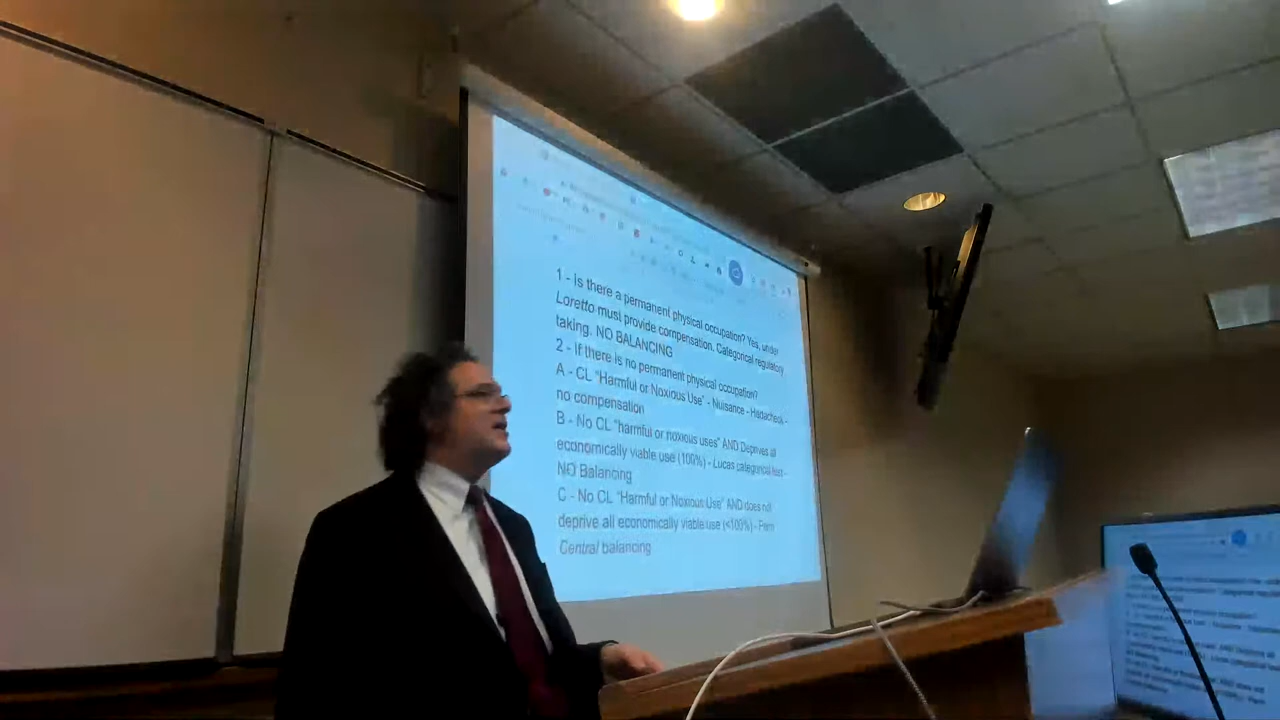 1 - Is there a permanent physical occupation? Yes, under
Loretto must provide compensation. Categorical regulatory
taking. NO BALANCING
2 - If there is no permanent physical occupation?
A - CL "Harmful or Noxious Use" - Nuisance - Hadacheck -
no compensation
B - No CL "harmful or noxious uses" AND Deprives all
economically viable use (100%) - Lucas categorical test -
NO Balancing
C - No CL "Harmful or Noxious Use" AND does not
deprive all economically viable use (<100%) - Penn
Central balancing